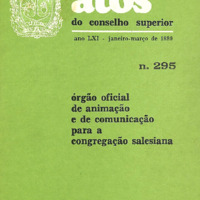 atos
do conselho superior
ano LXI - janeiro-março de 1980
n. 295
órgão oficial
de animação
e de comunicação
para a
congregação salesiana